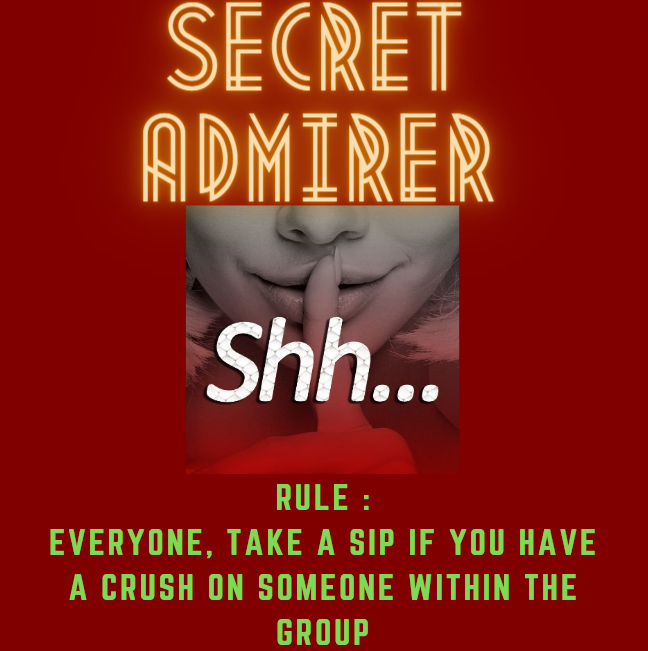 SECRET
ADMIRER
Shh...
RULE :
EVERYONE, TAKE A SIP IF YOU HAVE
A CRUSH ON SOMEONE WITHIN THE
GROUP